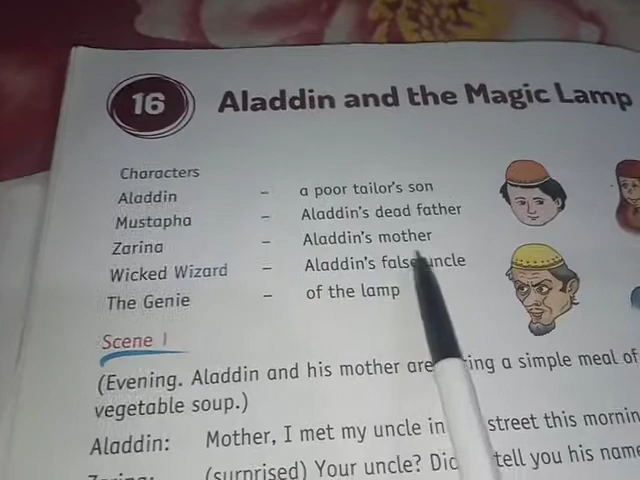 16 Aladdin and the Magic Lamp
Characters
Aladdin – a poor tailor's son
Mustapha – Aladdin's dead father
Zarina – Aladdin's mother
Wicked Wizard – Aladdin's false uncle
The Genie – of the lamp
Scene 1
(Evening. Aladdin and his mother are a simple meal of
vegetable soup.)
Aladdin: Mother, I met my uncle in street this
(surprised) Your uncle? tell you his name